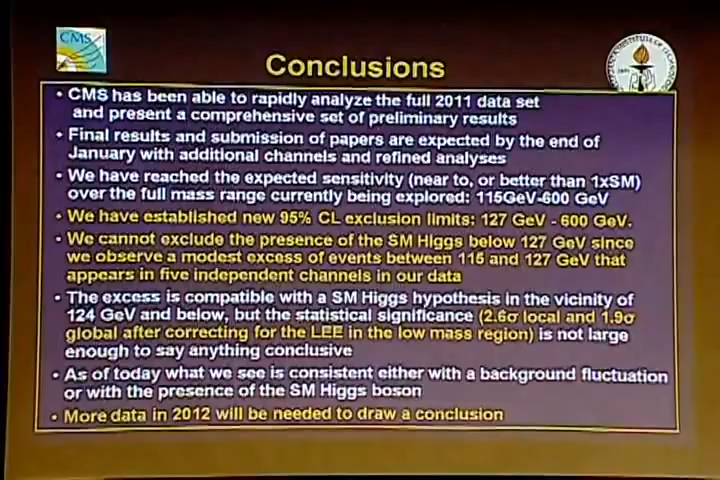 CMS
Conclusions
• CMS has been able to rapidly analyze the full 2011 data set
and present a comprehensive set of preliminary results
• Final results and submission of papers are expected by the end of
January with additional channels and refined analyses
• We have reached the expected sensitivity (near to, or better than 1xSM)
over the full mass range currently being explored: 115GeV-600 GeV
• We have established new 95% CL exclusion limits: 127 GeV - 600 GeV.
• We cannot exclude the presence of the SM Higgs below 127 GeV since
we observe a modest excess of events between 115 and 127 GeV that
appears in five independent channels in our data
• The excess is compatible with a SM Higgs hypothesis in the vicinity of
124 GeV and below, but the statistical significance (2.6σ local and 1.9σ
global after correcting for the LEE in the low mass region) is not large
enough to say anything conclusive
• As of today what we see is consistent either with a background fluctuation
or with the presence of the SM Higgs boson
• More data in 2012 will be needed to draw a conclusion